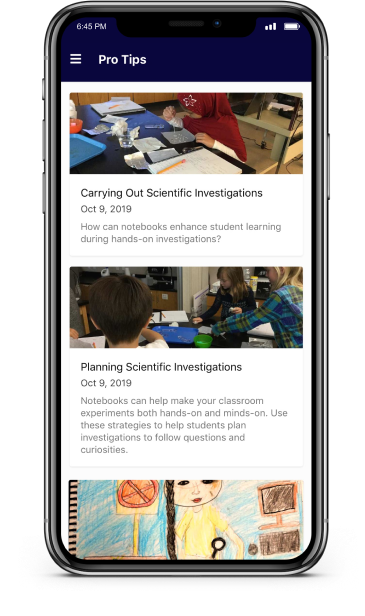 6:45 PM
Pro Tips
Carrying Out Scientific Investigations
Oct 9, 2019
How can notebooks enhance student learning
during hands-on investigations?
Planning Scientific Investigations
Oct 9, 2019
Notebooks can help make your classroom
experiments both hands-on and minds-on. Use
these strategies to help students plan
investigations to follow questions and
curiosities.